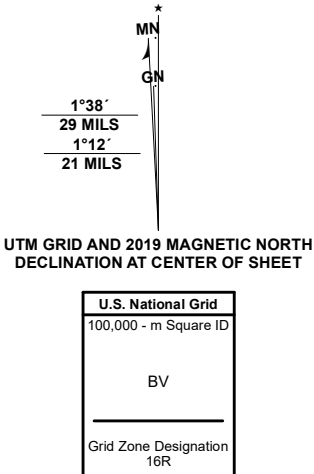 ★
MN
GN
1°38´
29 MILS
1°12´
21 MILS
UTM GRID AND 2019 MAGNETIC NORTH
DECLINATION AT CENTER OF SHEET
U.S. National Grid
100,000 - m Square ID
BV
Grid Zone Designation
16R